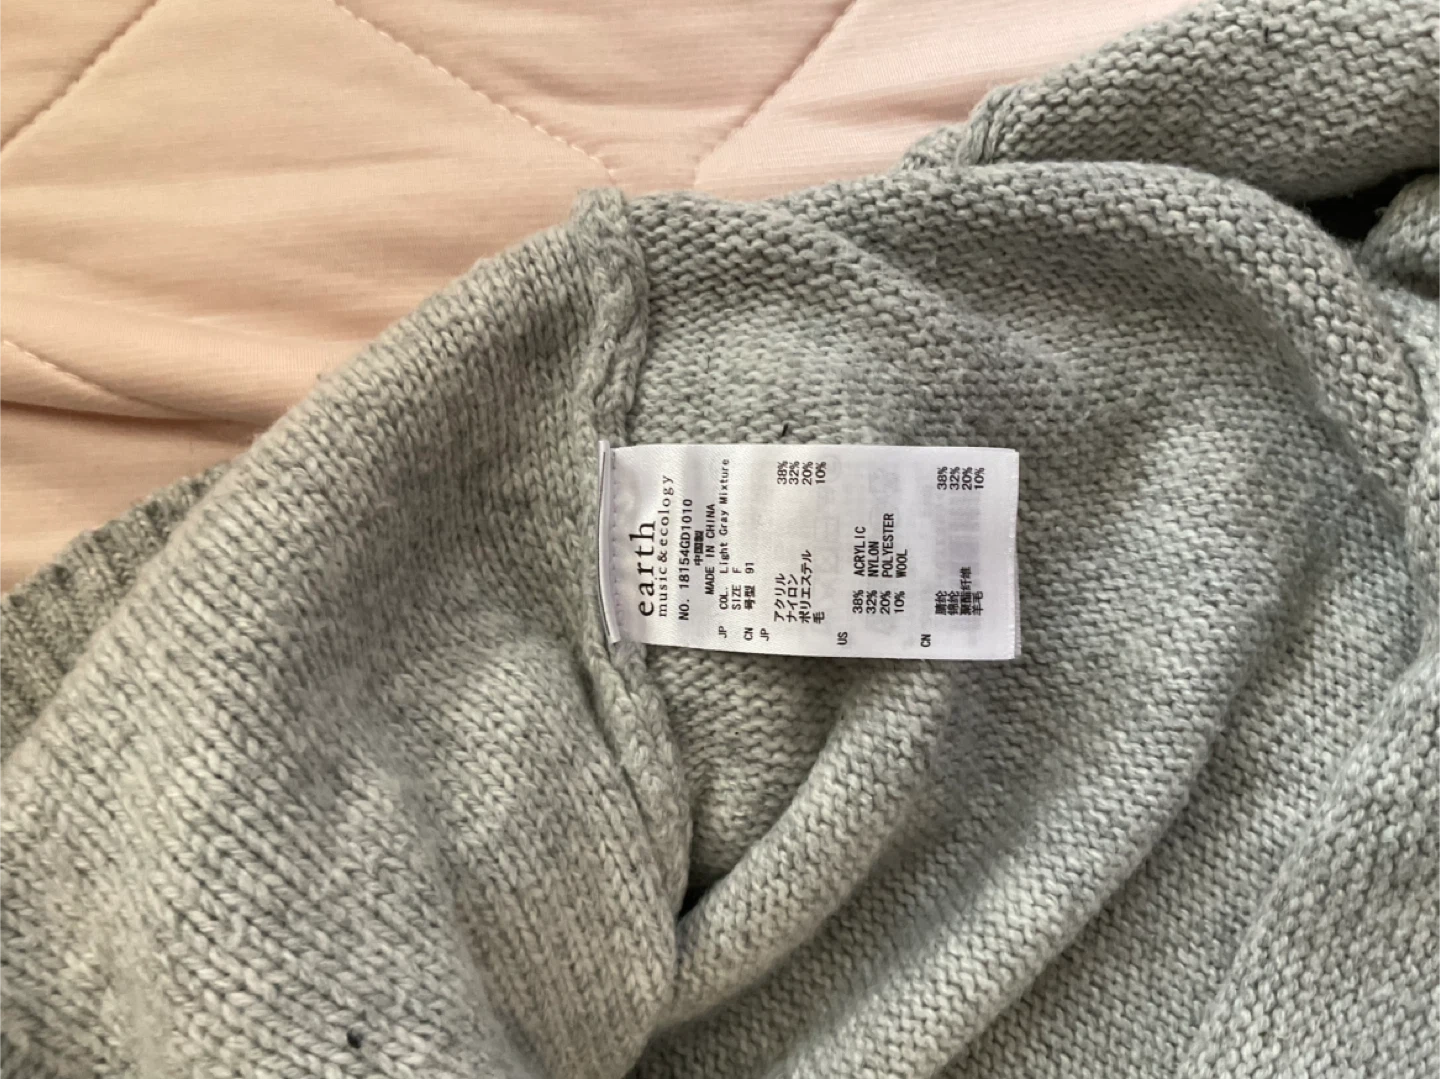 earth
music & ecology
NO. 18154GD1010
中国製
MADE IN CHINA
JP COL. Light Gray Mixture
SIZE F
CN 号型 91
JP
アクリル 38%
ナイロン 32%
ポリエステル 20%
毛 10%
US
38% ACRYLIC
32% NYLON
20% POLYESTER
10% WOOL
CN
腈纶 38%
锦纶 32%
聚酯纤维 20%
羊毛 10%